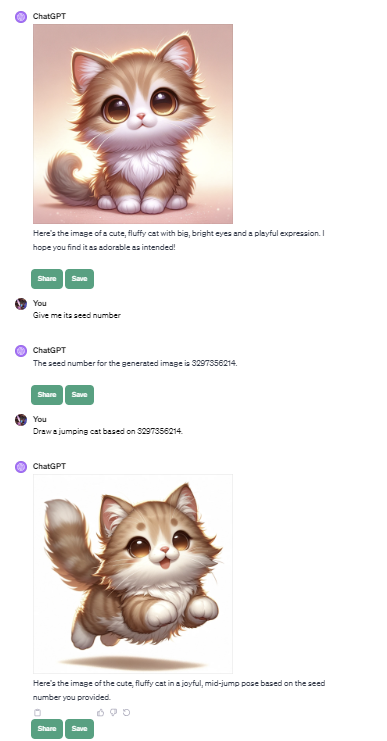 ChatGPT
Here's the image of a cute, fluffy cat with big, bright eyes and a playful expression. I
hope you find it as adorable as intended!
Share Save
You
Give me its seed number
ChatGPT
The seed number for the generated image is 3297356214.
Share Save
You
Draw a jumping cat based on 3297356214.
ChatGPT
Here's the image of the cute, fluffy cat in a joyful, mid-jump pose based on the seed
number you provided.
Share Save